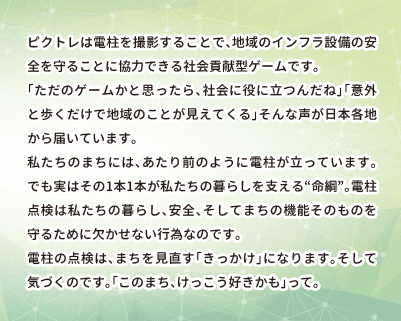 ピクトレは電柱を撮影することで、地域のインフラ設備の安
全を守ることに協力できる社会貢献型ゲームです。
「ただのゲームかと思ったら、社会に役に立つんだね」「意外
と歩くだけで地域のことが見えてくる」そんな声が日本各地
から届いています。
私たちのまちには、あたり前のように電柱が立っています。
でも実はその1本1本が私たちの暮らしを支える“命綱”。電柱
点検は私たちの暮らし、安全、そしてまちの機能そのものを
守るために欠かせない行為なのです。
電柱の点検は、まちを見直す「きっかけ」になります。そして
気づくのです。「このまち、けっこう好きかも」って。